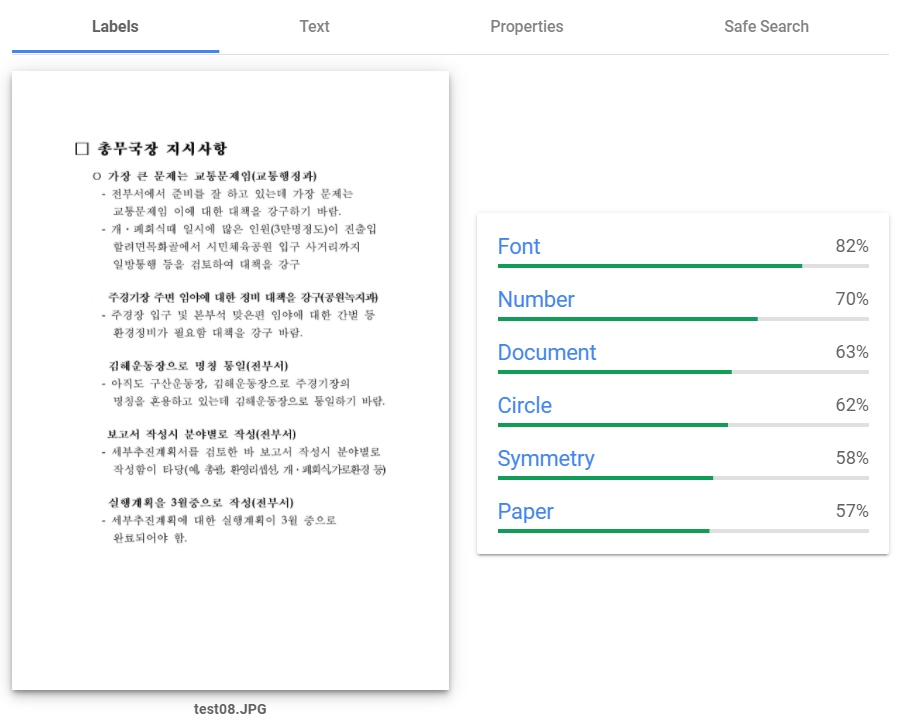 Labels
Text
Properties
Safe Search
□ 총무국장 지시사항
○ 가장 큰 문제는 교통문제임(교통행정과)
- 전부서에서 준비를 잘 하고 있는데 가장 문제는
교통문제임 이에 대한 대책을 강구하기 바람.
- 개·폐회식때 일시에 많은 인원(3만명정도)이 진출입
할려면목화골에서 시민체육공원 입구 사거리까지
일방통행 등을 검토하여 대책을 강구
주경기장 주변 임야에 대한 정비 대책을 강구(공원녹지과)
- 주경장 입구 및 본부석 맞은편 임야에 대한 간벌 등
환경정비가 필요함 대책을 강구 바람.
김해운동장으로 명칭 통일(전부서)
- 아직도 구산운동장, 김해운동장으로 주경기장의
명칭을 혼용하고 있는데 김해운동장으로 통일하기 바람.
보고서 작성시 분야별로 작성(전부서)
- 세부추진계획서를 검토한 바 보고서 작성시 분야별로
작성함이 타당(예, 총괄, 환영리셉션, 개·폐회식,가로환경 등)
실행계획을 3월중으로 작성(전부서)
- 세부추진계획에 대한 실행계획이 3월 중으로
완료되어야 함.
test08.JPG
Font 82%
Number 70%
Document 63%
Circle 62%
Symmetry 58%
Paper 57%